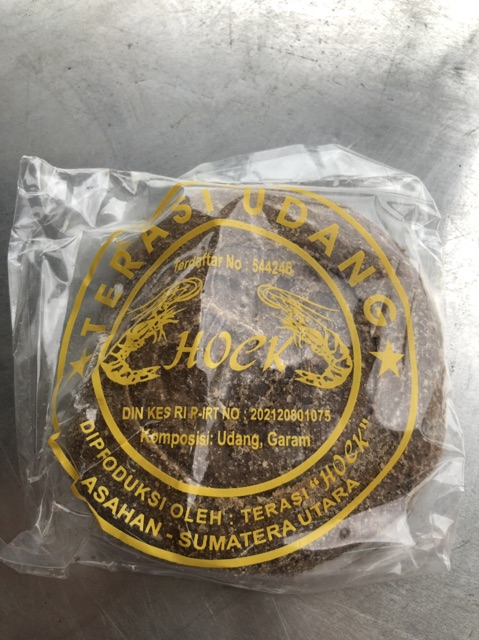 TERASI UDANG
Terdaftar No : 544246
HOCK
DIN KES RI P-IRT NO : 202120801075
Komposisi: Udang, Garam
DIPRODUKSI OLEH : TERASI "HOCK"
ASAHAN - SUMATERA UTARA